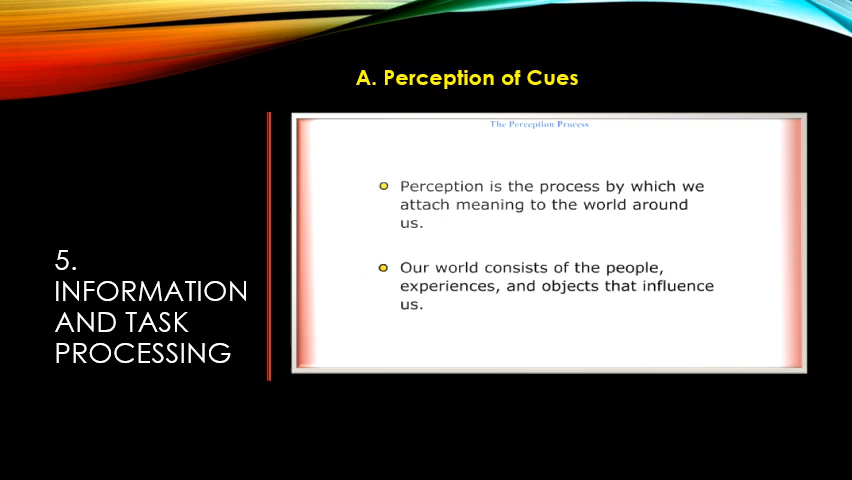 A. Perception of Cues
The Perception Process
Perception is the process by which we
attach meaning to the world around
us.
Our world consists of the people,
experiences, and objects that influence
us.
5.
INFORMATION
AND TASK
PROCESSING